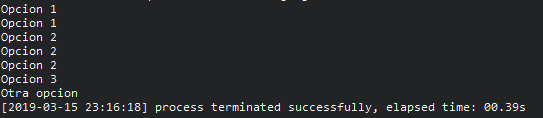 Opcion 1
Opcion 1
Opcion 2
Opcion 2
Opcion 2
Opcion 3
Otra opcion
[2019-03-15 23:16:18] process terminated successfully, elapsed time: 00.39s